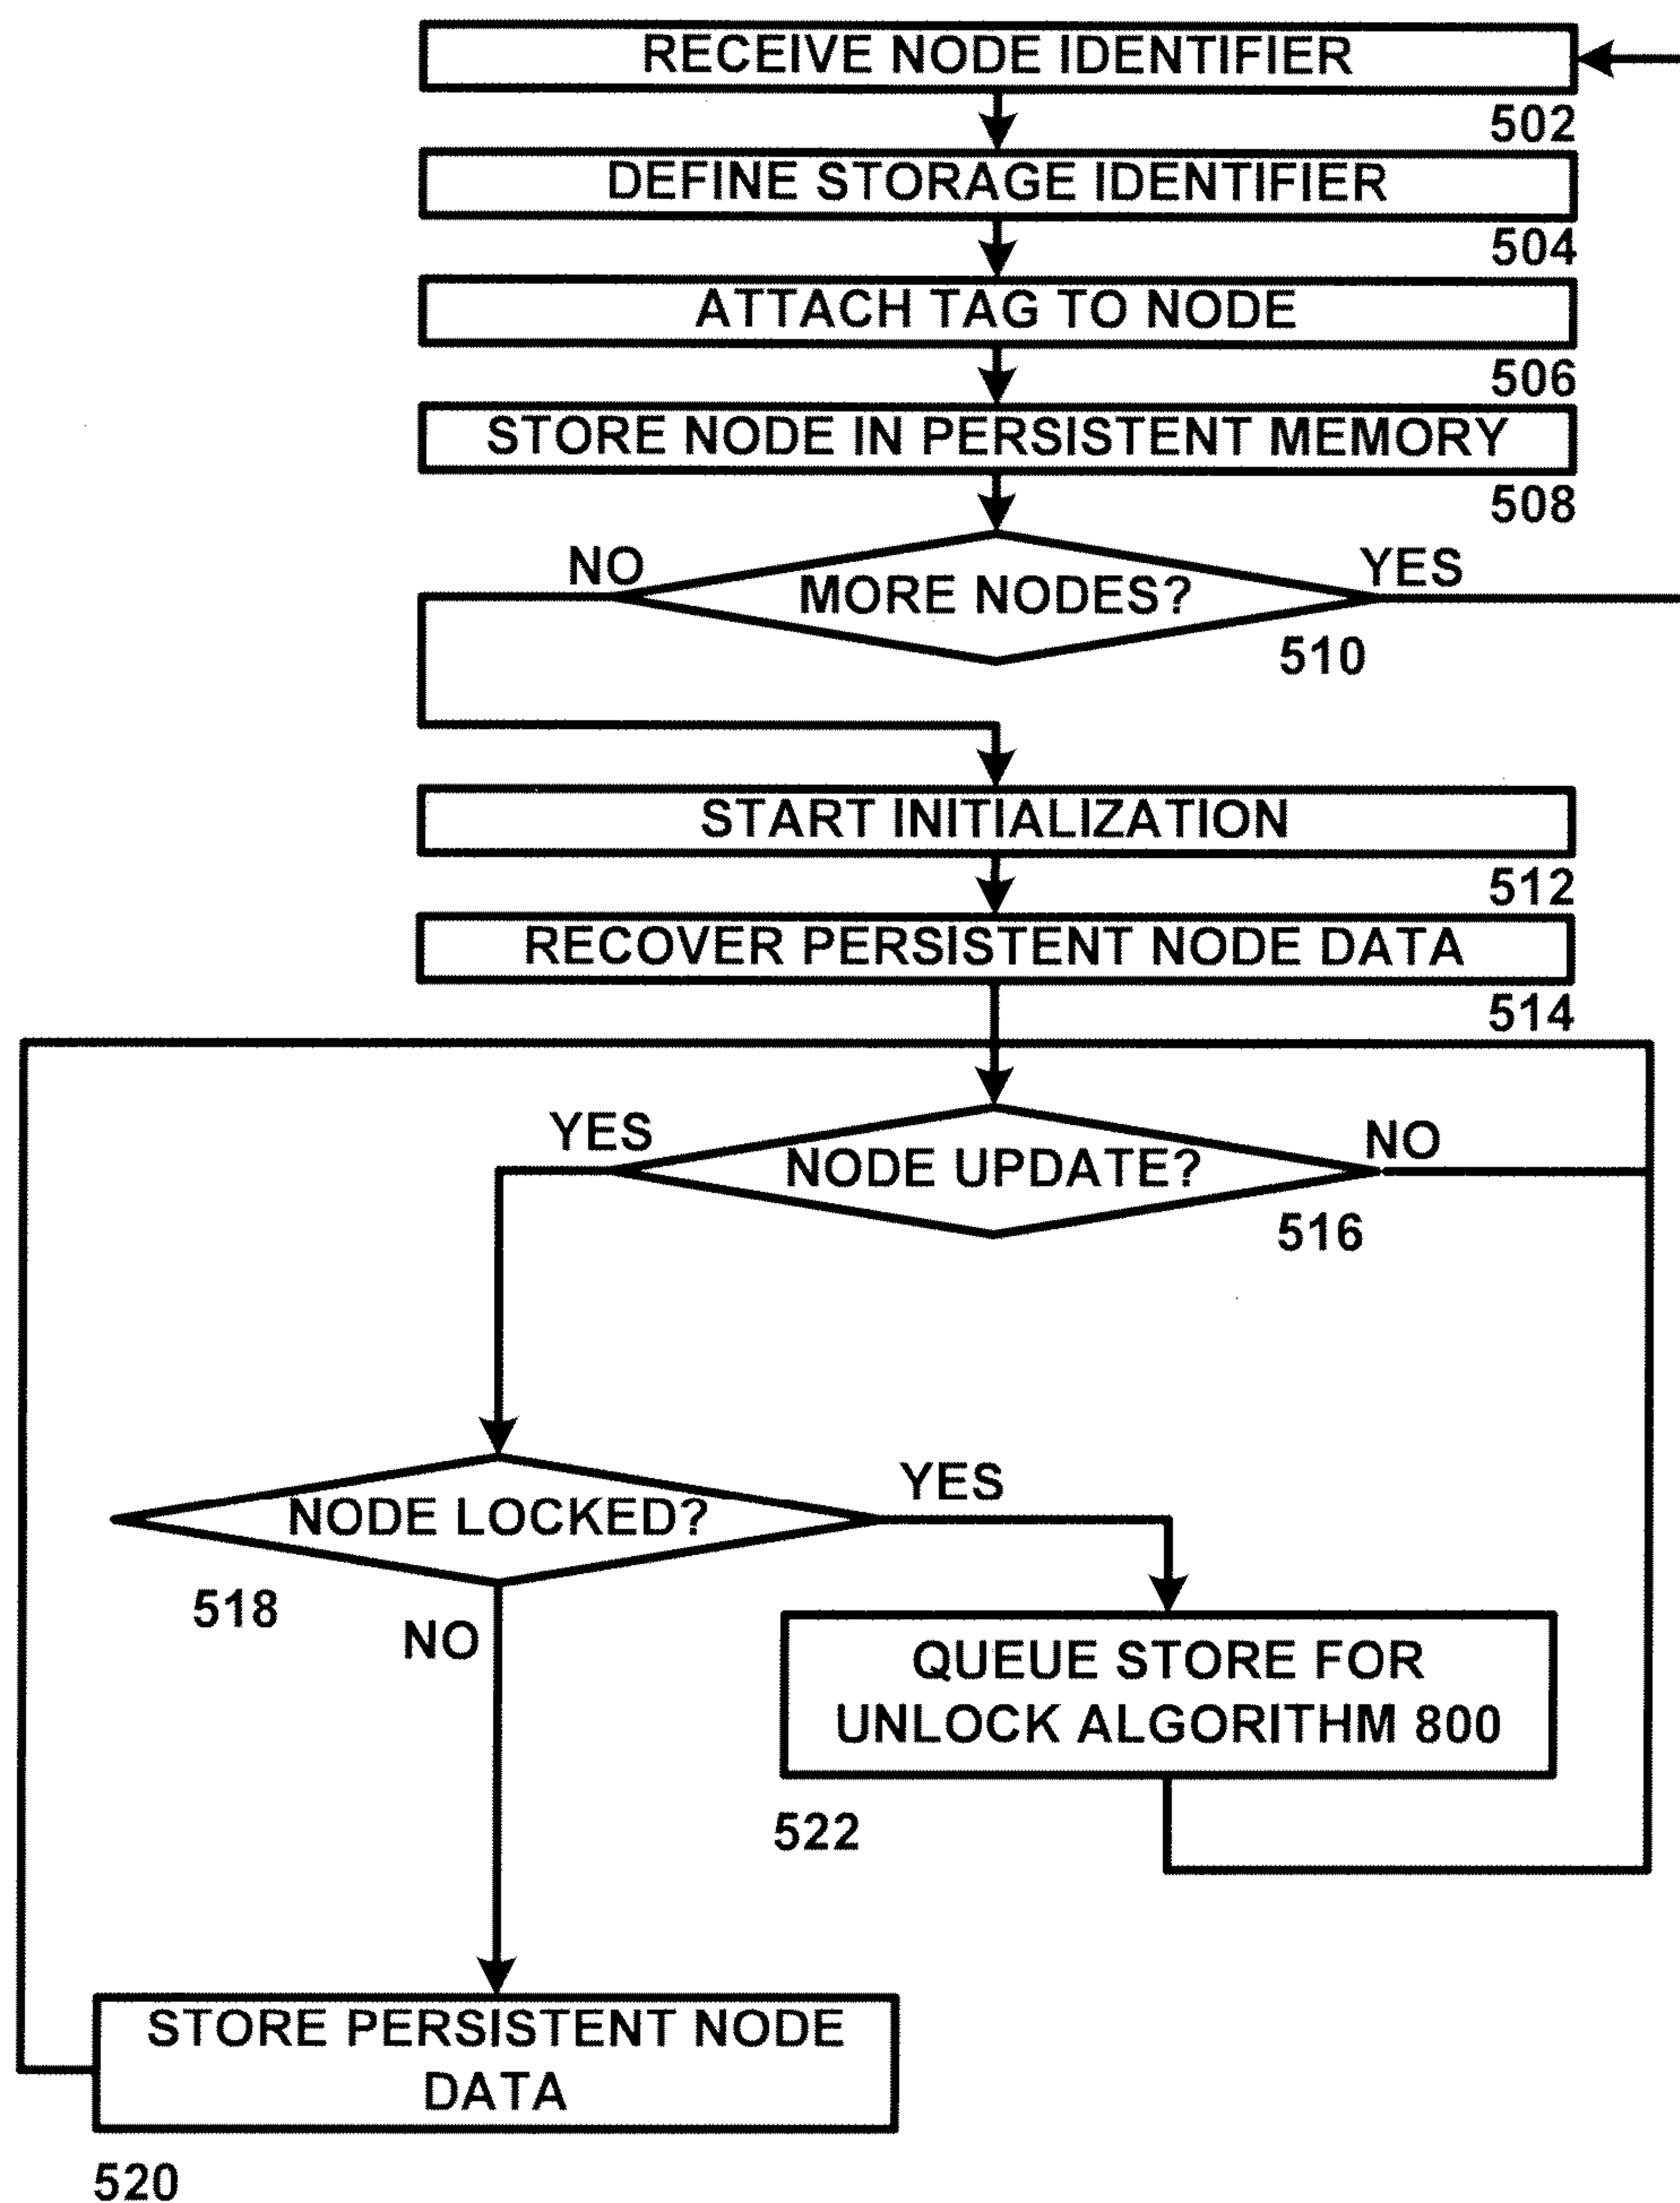 RECEIVE NODE IDENTIFIER
502
DEFINE STORAGE IDENTIFIER
504
ATTACH TAG TO NODE
506
STORE NODE IN PERSISTENT MEMORY
508
NO
YES
MORE NODES?
510
START INITIALIZATION
512
RECOVER PERSISTENT NODE DATA
514
YES
NO
NODE UPDATE?
516
YES
NODE LOCKED?
518
NO
QUEUE STORE FOR
UNLOCK ALGORITHM 800
522
STORE PERSISTENT NODE
DATA
520